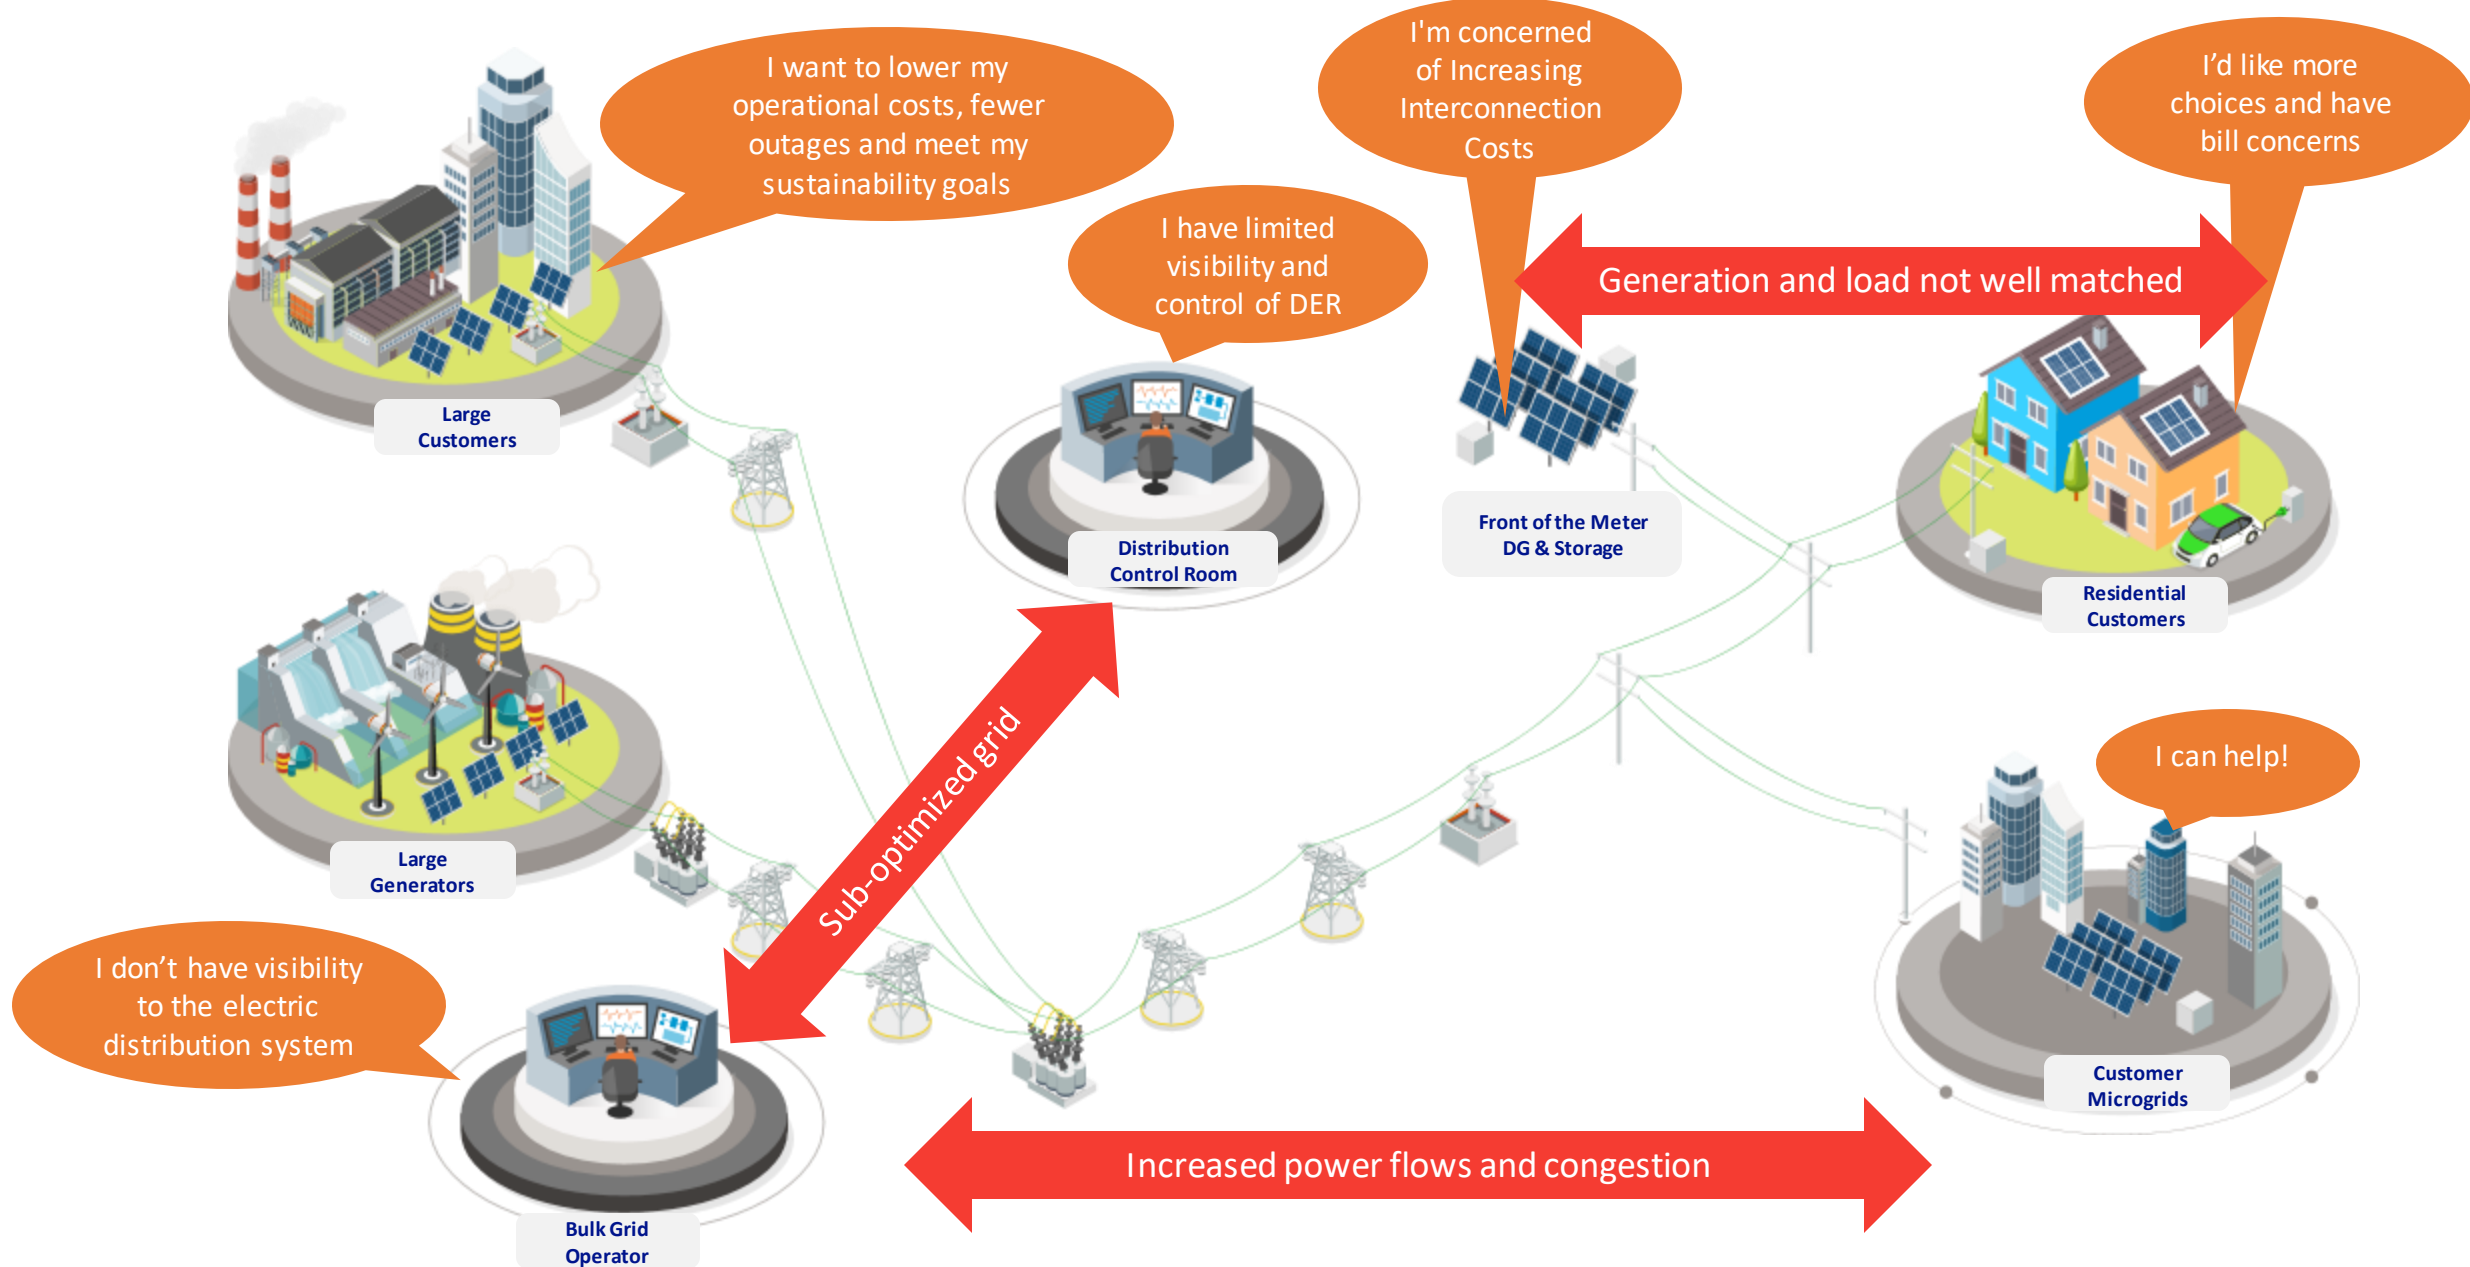 I want to lower my
operational costs, fewer
outages and meet my
sustainability goals
I'm concerned
of Increasing
Interconnection
Costs
I’d like more
choices and have
bill concerns
I have limited
visibility and
control of DER
Generation and load not well matched
Large
Customers
Distribution
Control Room
Front of the Meter
DG & Storage
Residential
Customers
Sub-optimized grid
I can help!
Large
Generators
I don’t have visibility
to the electric
distribution system
Customer
Microgrids
Increased power flows and congestion
Bulk Grid
Operator